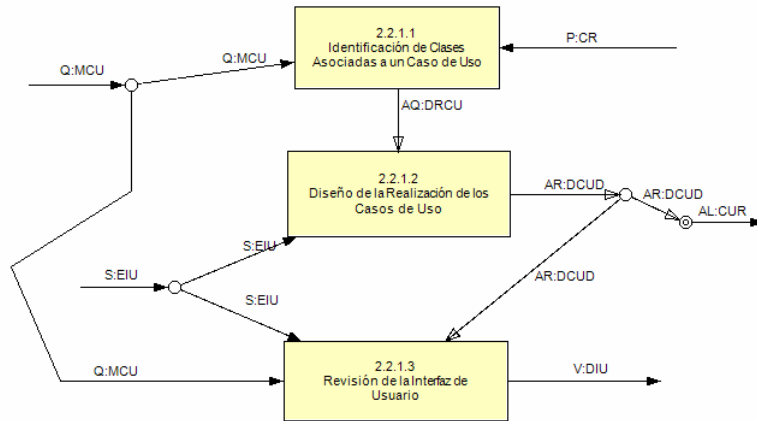 2.2.1.1
Identificación de Clases
Asociadas a un Caso de Uso
P:CR
Q:MCU
Q:MCU
AQ:DRCU
2.2.1.2
Diseño de la Realización de los
Casos de Uso
AR:DCUD
AR:DCUD
AL:CUR
S:EIU
S:EIU
S:EIU
AR:DCUD
2.2.1.3
Revisión de la Interfaz de
Usuario
Q:MCU
V:DIU